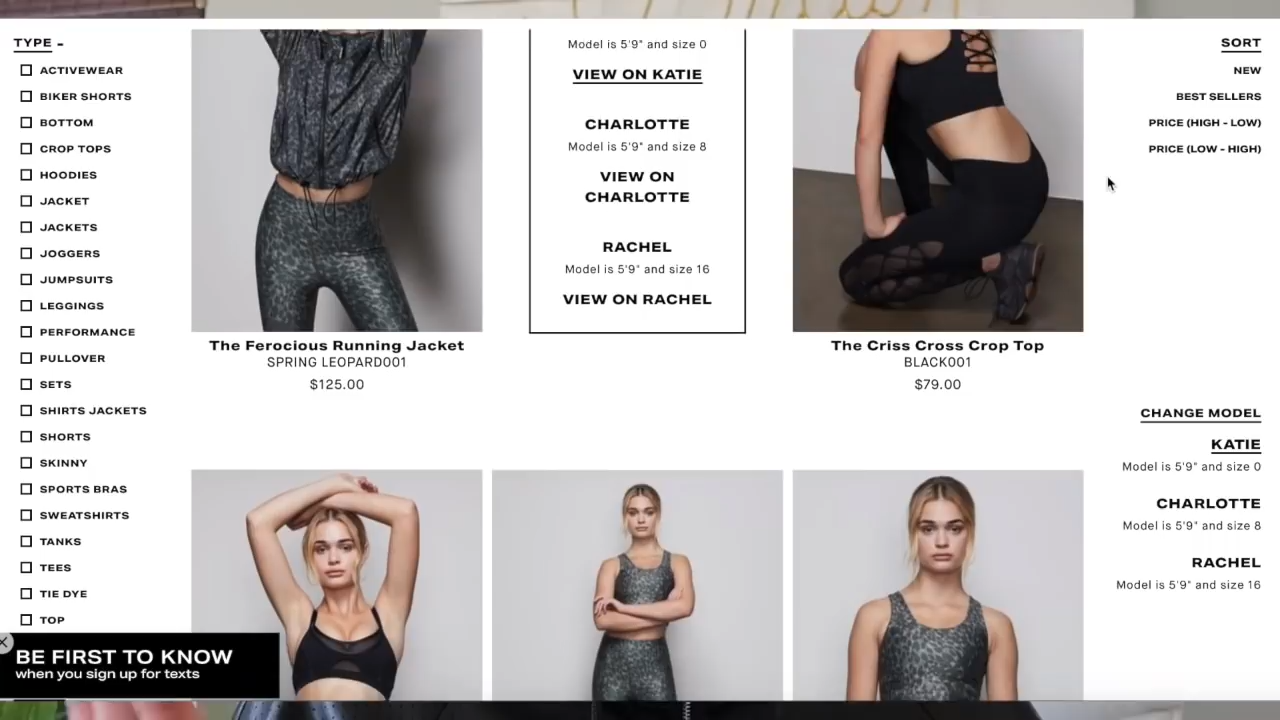 TYPE -
ACTIVEWEAR
BIKER SHORTS
BOTTOM
CROP TOPS
HOODIES
JACKET
JACKETS
JOGGERS
JUMPSUITS
LEGGINGS
PERFORMANCE
PULLOVER
SETS
SHIRTS JACKETS
SHORTS
SKINNY
SPORTS BRAS
SWEATSHIRTS
TANKS
TEES
TIE DYE
TOP
BE FIRST TO KNOW
when you sign up for texts
The Ferocious Running Jacket
SPRING LEOPARD001
$125.00
Model is 5'9" and size 0
VIEW ON KATIE
CHARLOTTE
Model is 5'9" and size 8
VIEW ON
CHARLOTTE
RACHEL
Model is 5'9" and size 16
VIEW ON RACHEL
The Criss Cross Crop Top
BLACK001
$79.00
SORT
NEW
BEST SELLERS
PRICE (HIGH - LOW)
PRICE (LOW - HIGH)
CHANGE MODEL
KATIE
Model is 5'9" and size 0
CHARLOTTE
Model is 5'9" and size 8
RACHEL
Model is 5'9" and size 16